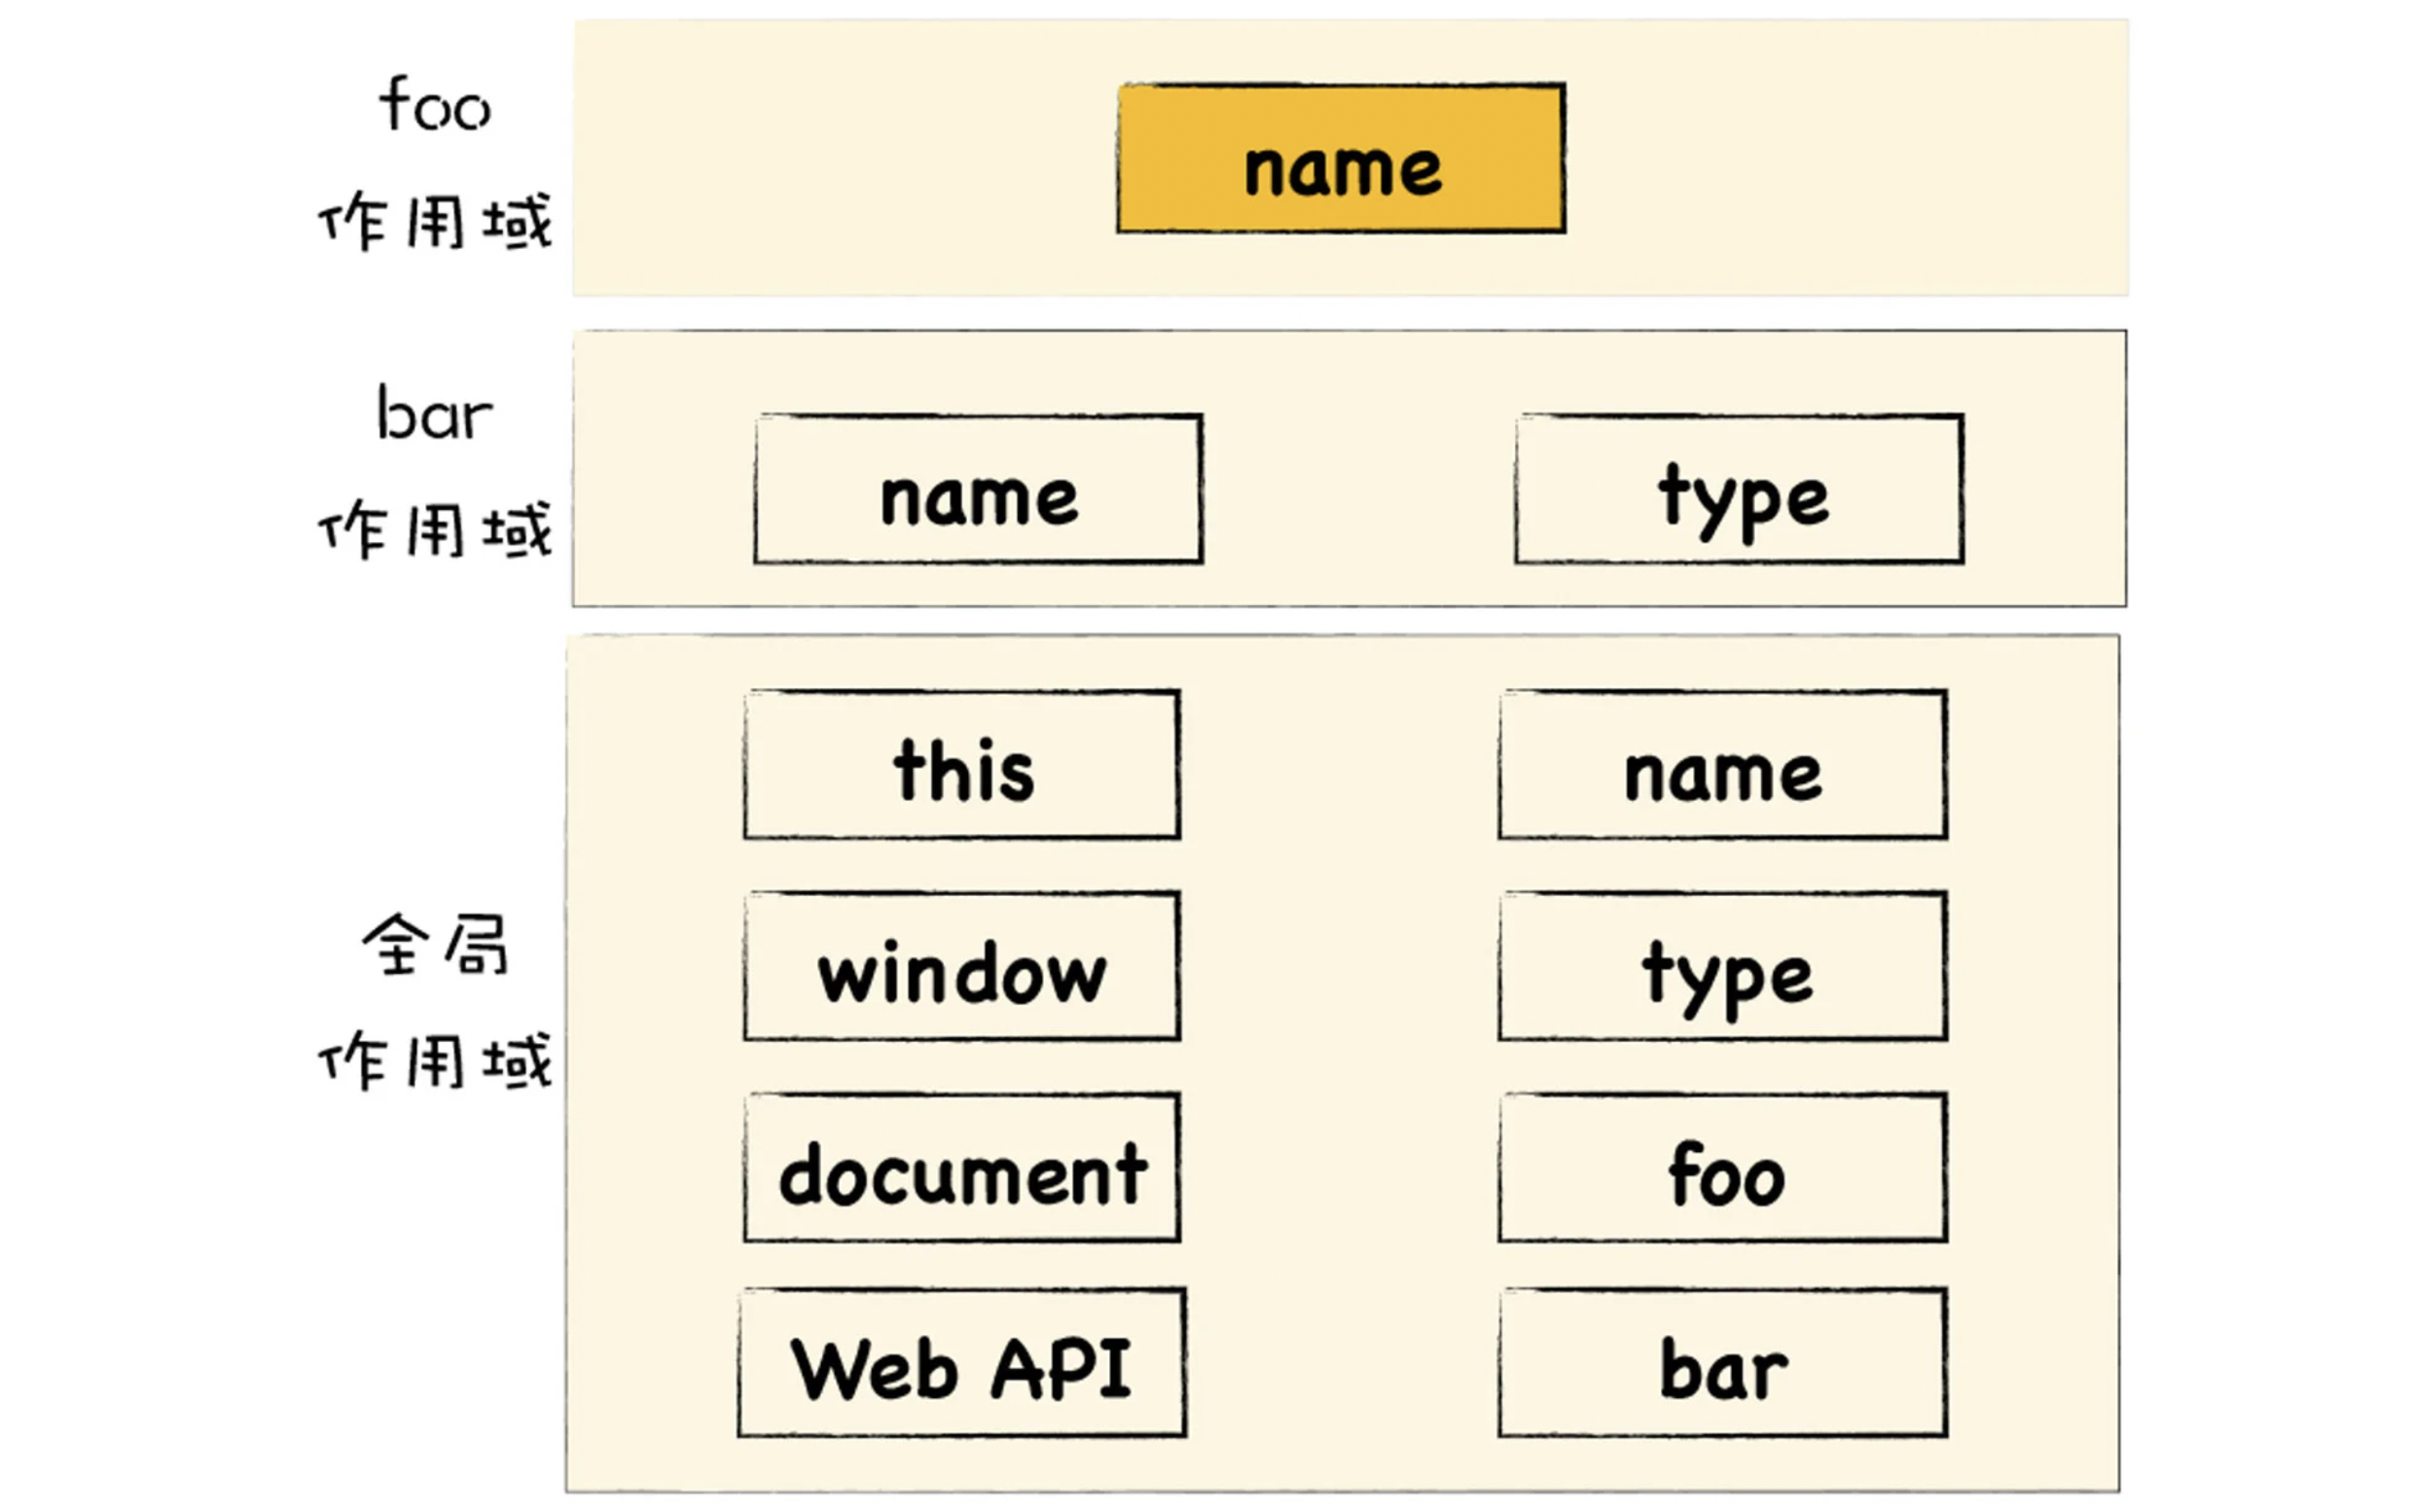 foo
作用域
name
bar
作用域
name
type
全局
作用域
this
name
window
type
document
foo
Web API
bar